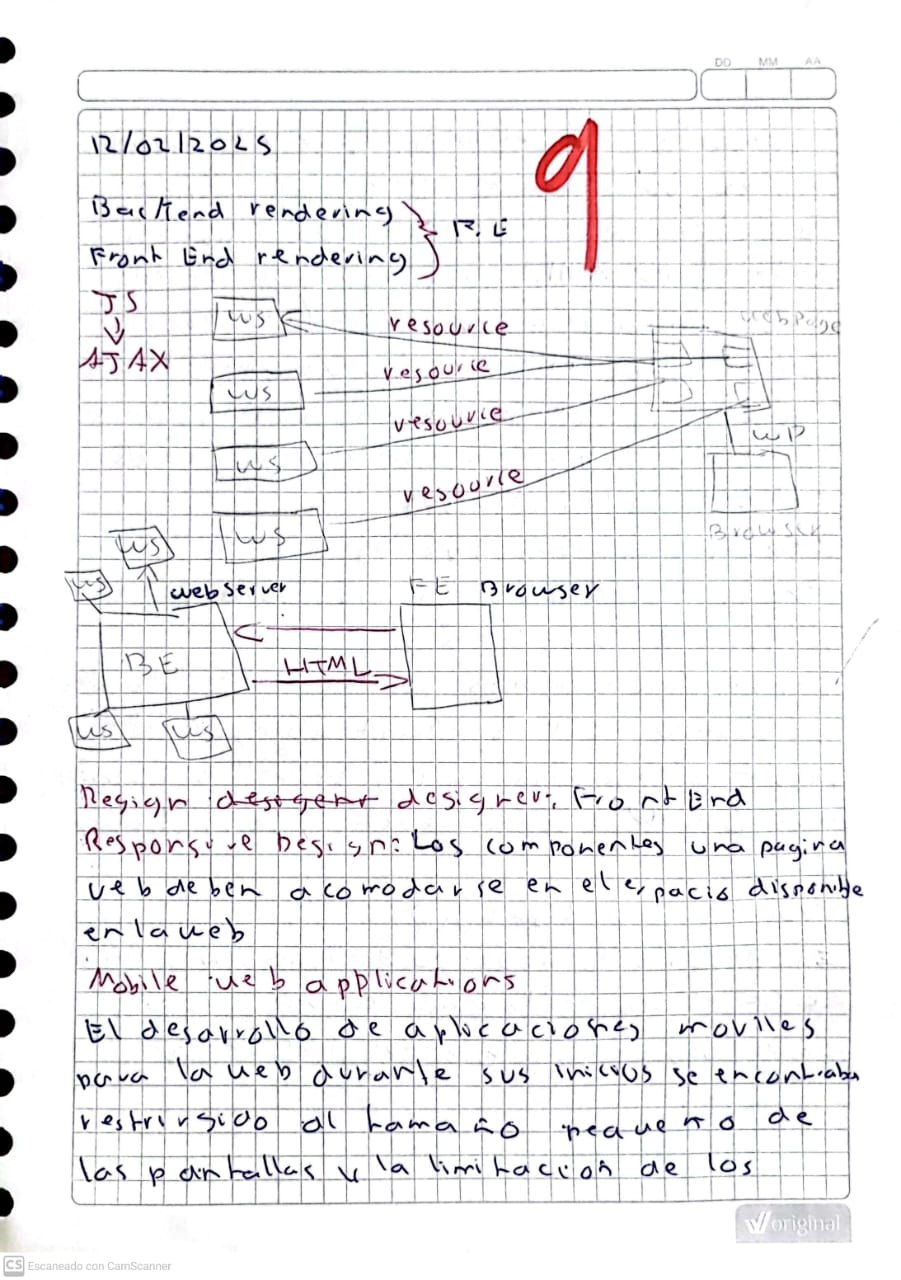 DD MM AA
12/02/2025
9
Backend rendering
Front End rendering
JS
AJAX
WS
resource
webpage
resource
WS
resource
WP
WS
resource
WS
Browser
WS
WS
webserver
FE Browser
BE
HTML
WS
WS
designer: Front End
Responsive Design: Los componentes una pagina
web deben acomodarse en el espacio disponible
en la web
Mobile web applications
El desarrollo de aplicaciones moviles
para la web durante sus inicios se encontraba
al tamaño pequeño de
las pantallas y la limitacion de los
original
CS Escaneado con CamScanner